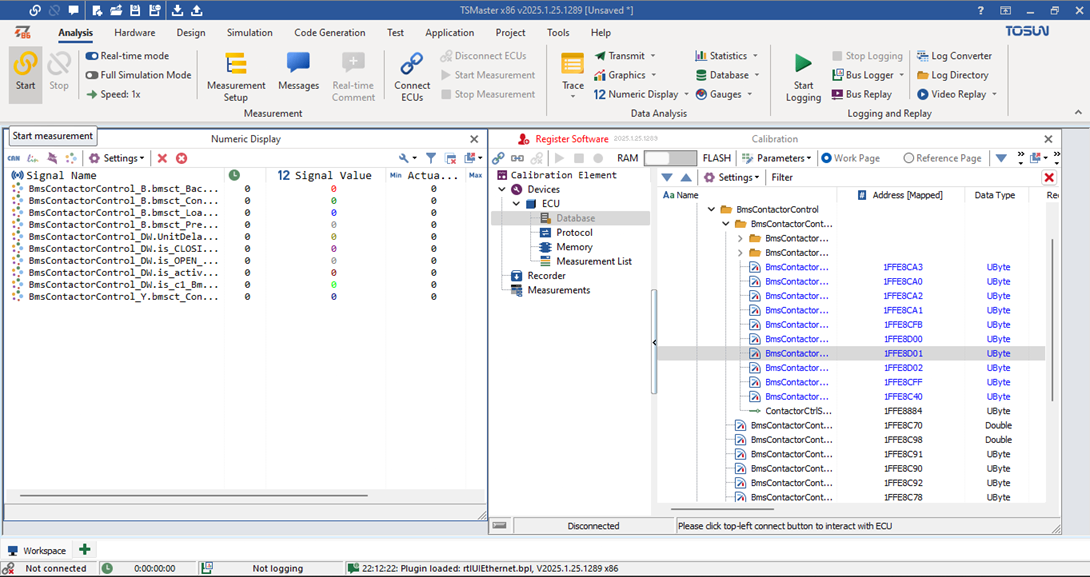 TSMaster x86 v2025.1.25.1289 [Unsaved *]
Analysis Hardware Design Simulation Code Generation Test Application Project Tools Help TOSUN
Start
Stop
Real-time mode
Full Simulation Mode
Speed: 1x
Measurement Setup
Messages
Real-time Comment
Measurement
Connect ECUs
Disconnect ECUs
Start Measurement
Stop Measurement
Trace
Transmit
Graphics
12 Numeric Display
Statistics
Database
Gauges
Data Analysis
Start Logging
Stop Logging
Bus Logger
Bus Replay
Log Converter
Log Directory
Video Replay
Logging and Replay
Start measurement
Numeric Display
CAN Settings
Signal Name 12 Signal Value Min Actua... Max
BmsContactorControl_B.bmsct_Bac... 0 0 0
BmsContactorControl_B.bmsct_Con... 0 0 0
BmsContactorControl_B.bmsct_Loa... 0 0 0
BmsContactorControl_B.bmsct_Pre... 0 0 0
BmsContactorControl_DW.UnitDela... 0 0 0
BmsContactorControl_DW.is_CLOSI... 0 0 0
BmsContactorControl_DW.is_OPEN_... 0 0 0
BmsContactorControl_DW.is_activ... 0 0 0
BmsContactorControl_DW.is_c1_Bm... 0 0 0
BmsContactorControl_Y.bmsct_Con... 0 0 0
Register Software 2025.1.25.1289 Calibration
RAM FLASH Parameters Work Page Reference Page
Calibration Element
Devices
ECU
Database
Protocol
Memory
Measurement List
Recorder
Measurements
Settings Filter
Aa Name # Address [Mapped] Data Type
BmsContactorControl
BmsContactorCont...
BmsContactor...
BmsContactor...
BmsContactor... 1FFE8CA3 UByte
BmsContactor... 1FFE8CA0 UByte
BmsContactor... 1FFE8CA2 UByte
BmsContactor... 1FFE8CA1 UByte
BmsContactor... 1FFE8CFB UByte
BmsContactor... 1FFE8D00 UByte
BmsContactor... 1FFE8D01 UByte
BmsContactor... 1FFE8D02 UByte
BmsContactor... 1FFE8CFF UByte
BmsContactor... 1FFE8C40 UByte
ContactorCtrlS... 1FFE8884 UByte
BmsContactorCont... 1FFE8C70 Double
BmsContactorCont... 1FFE8C98 Double
BmsContactorCont... 1FFE8C91 UByte
BmsContactorCont... 1FFE8C90 UByte
BmsContactorCont... 1FFE8C92 UByte
BmsContactorCont... 1FFE8C78 UByte
Disconnected Please click top-left connect button to interact with ECU
Workspace
Not connected 0:00:00:00 Not logging 22:12:22: Plugin loaded: rtlUIEthernet.bpl, V2025.1.25.1289 x86